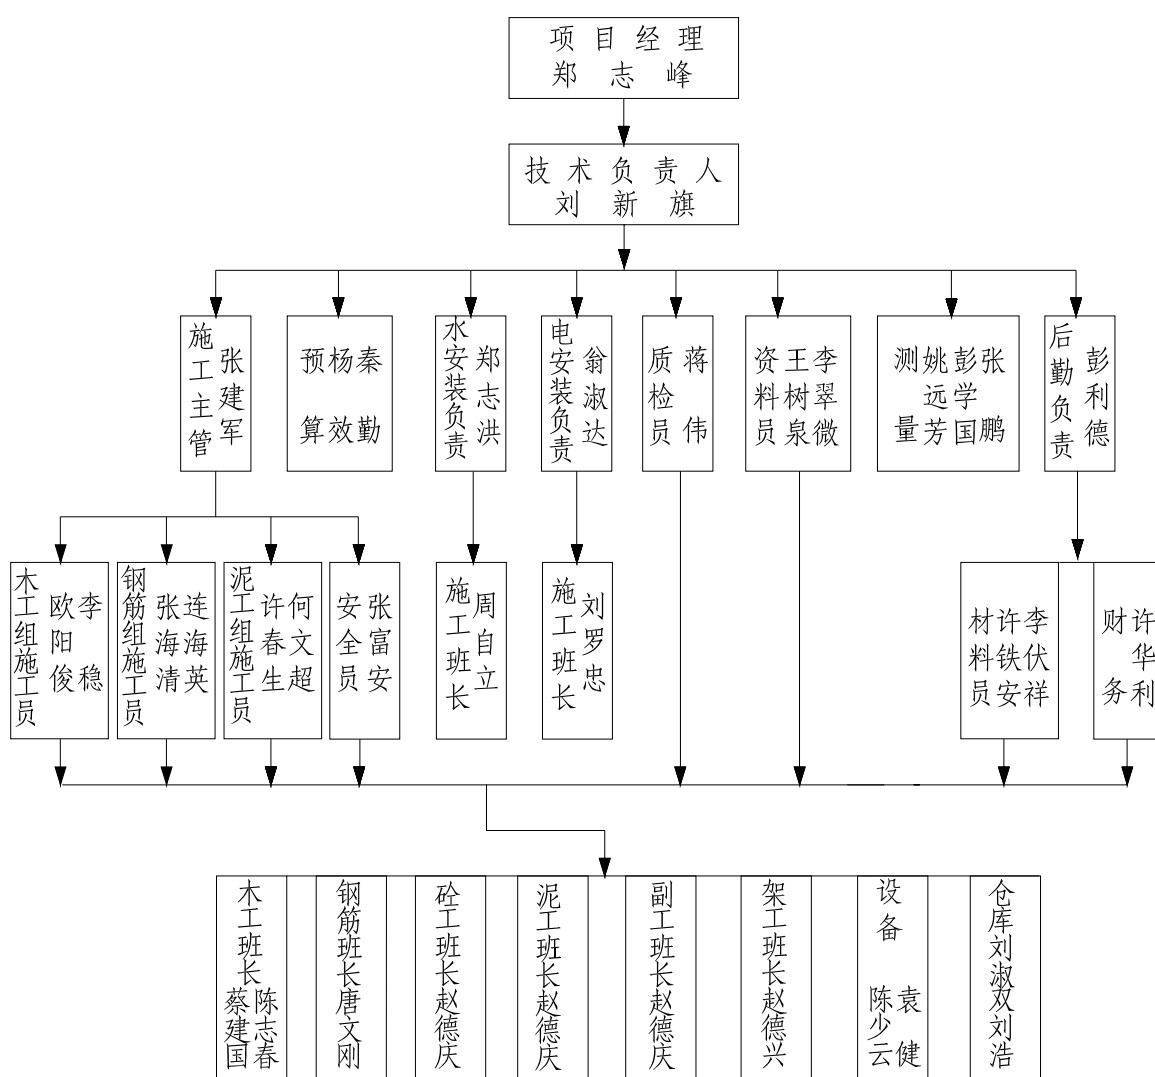 项目经理
郑志峰
技术负责人
刘新旗
施工主管
张建军
预算
杨效
秦勤
水安装负责
郑志洪
电安装负责
翁淑达
质检员
蒋伟
资料员
王树泉
李翠微
测量
姚远芳
彭学国
张鹏
后勤负责
彭利德
木工组施工员
欧阳俊
李稳
钢筋组施工员
张海清
连海英
泥工组施工员
许春生
何文超
安全员
张富安
施工班长
周自立
施工班长
刘罗忠
材料员
许铁安
李伏祥
财务
许华利
木工班长
蔡建国
陈志春
钢筋班长唐文刚
砼工班长赵德庆
泥工班长赵德庆
副工班长赵德庆
架工班长赵德兴
设备
陈少云
袁健
仓库刘淑双刘浩